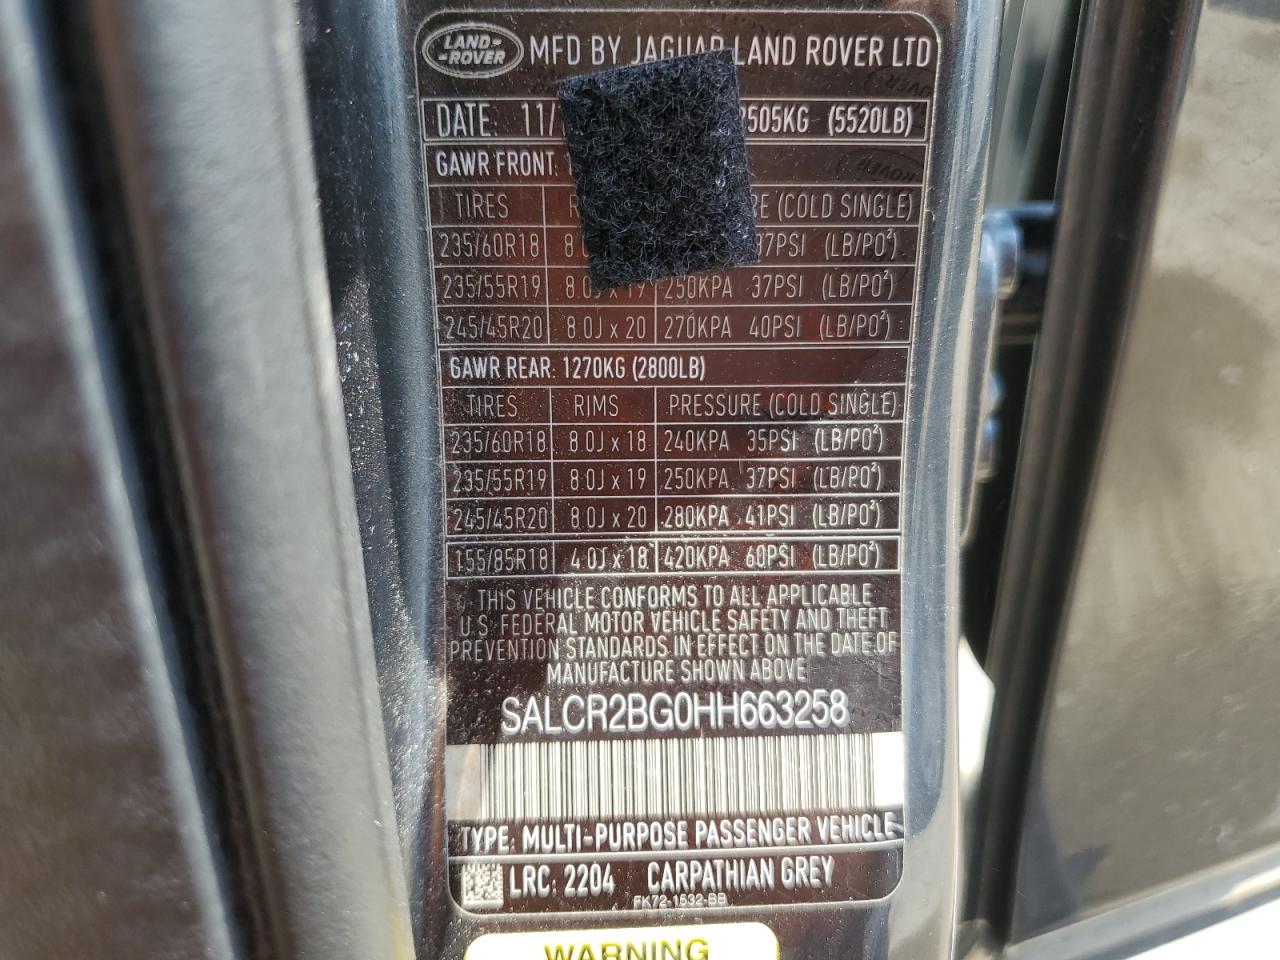 LAND-
-ROVER
MFD BY JAGUAR LAND ROVER LTD
DATE: 11/ 2505KG (5520LB)
GAWR FRONT:
TIRES (COLD SINGLE)
235/60R18 37PSI (LB/PO²)
235/55R19 8.0J x 19 250KPA 37PSI (LB/PO²)
245/45R20 8.0J x 20 270KPA 40PSI (LB/PO²)
GAWR REAR: 1270KG (2800LB)
TIRES RIMS PRESSURE (COLD SINGLE)
235/60R18 8.0J x 18 240KPA 35PSI (LB/PO²)
235/55R19 8.0J x 19 250KPA 37PSI (LB/PO²)
245/45R20 8.0J x 20 280KPA 41PSI (LB/PO²)
155/85R18 4.0J x 18 420KPA 60PSI (LB/PO²)
THIS VEHICLE CONFORMS TO ALL APPLICABLE
U.S. FEDERAL MOTOR VEHICLE SAFETY AND THEFT
PREVENTION STANDARDS IN EFFECT ON THE DATE OF
MANUFACTURE SHOWN ABOVE
SALCR2BG0HH663258
TYPE: MULTI-PURPOSE PASSENGER VEHICLE
LRC: 2204 CARPATHIAN GREY
FK72-1532-BB
WARNING